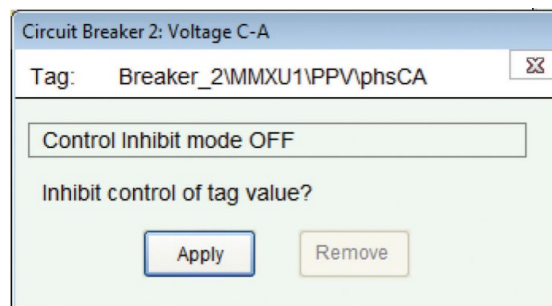 Circuit Breaker 2: Voltage C-A
Tag: Breaker_2\MMXU1\PPV\phsCA
Control Inhibit mode OFF
Inhibit control of tag value?
Apply Remove